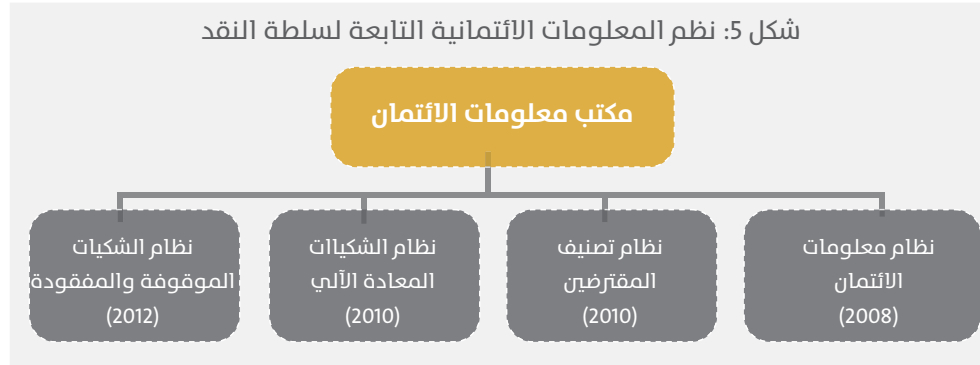 شكل 5: نظم المعلومات الائتمانية التابعة لسلطة النقد
مكتب معلومات الائتمان
نظام معلومات
الائتمان
(2008)
نظام تصنيف
المقترضين
(2010)
نظام الشكياات
المعادة الآلي
(2010)
نظام الشكيات
الموقوفة والمفقودة
(2012)